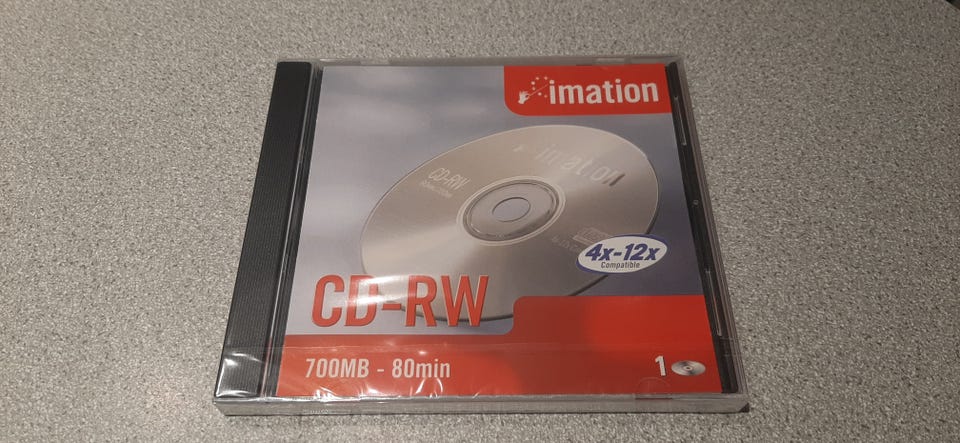 imation
imation
CD-RW
4x-12x
Compatible
CD-RW
700MB - 80min
1